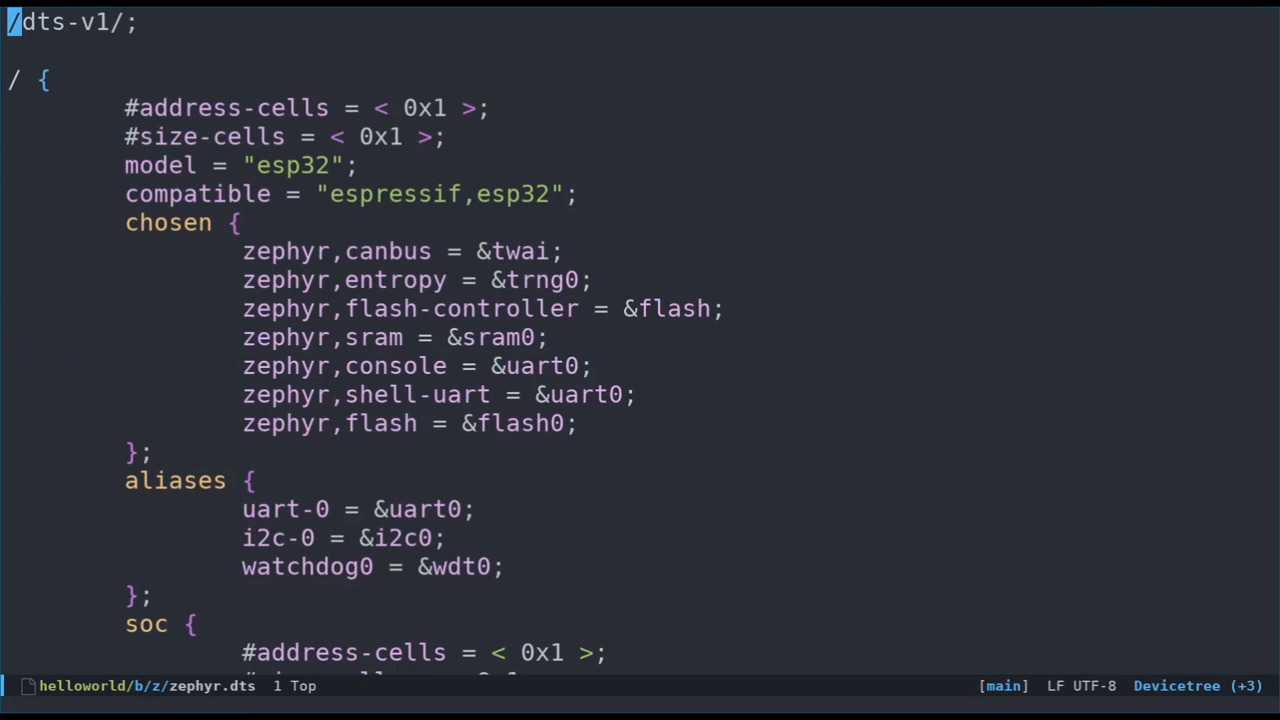 /dts-v1/;
/ {
#address-cells = < 0x1 >;
#size-cells = < 0x1 >;
model = "esp32";
compatible = "espressif,esp32";
chosen {
zephyr,canbus = &twai;
zephyr,entropy = &trng0;
zephyr,flash-controller = &flash;
zephyr,sram = &sram0;
zephyr,console = &uart0;
zephyr,shell-uart = &uart0;
zephyr,flash = &flash0;
};
aliases {
uart-0 = &uart0;
i2c-0 = &i2c0;
watchdog0 = &wdt0;
};
soc {
#address-cells = < 0x1 >;
helloworld/b/z/zephyr.dts 1 Top [main] LF UTF-8 Devicetree (+3)